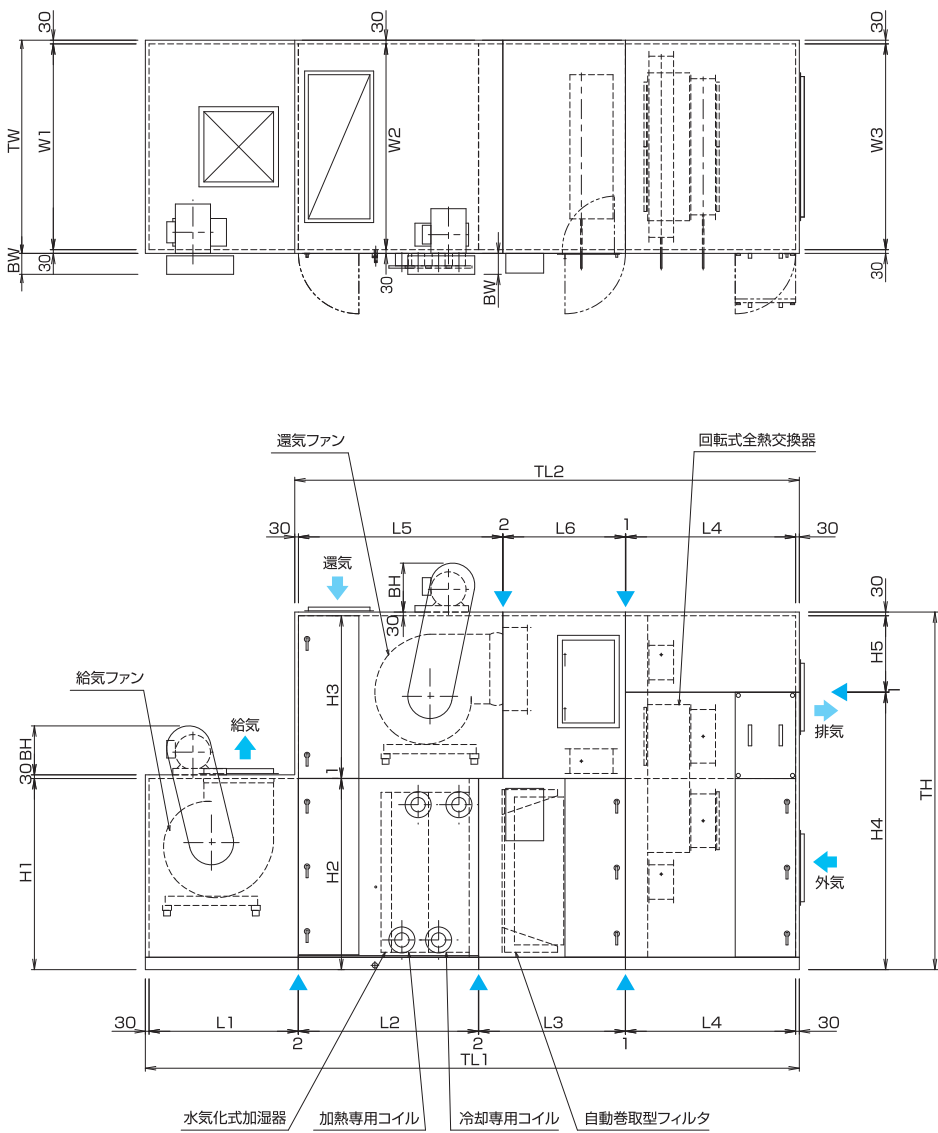 30
30
30
TW
W1
W2
W3
BW
30
30
BW
30
還気ファン
回転式全熱交換器
TL2
30
L5
2
L6
1
L4
30
還気
BH
30
30
H5
給気ファン
給気
H3
1
排気
BH
30
1
TH
H1
H2
H4
外気
30
L1
2
L2
2
L3
1
L4
30
TL1
水気化式加湿器
加熱専用コイル
冷却専用コイル
自動巻取型フィルタ